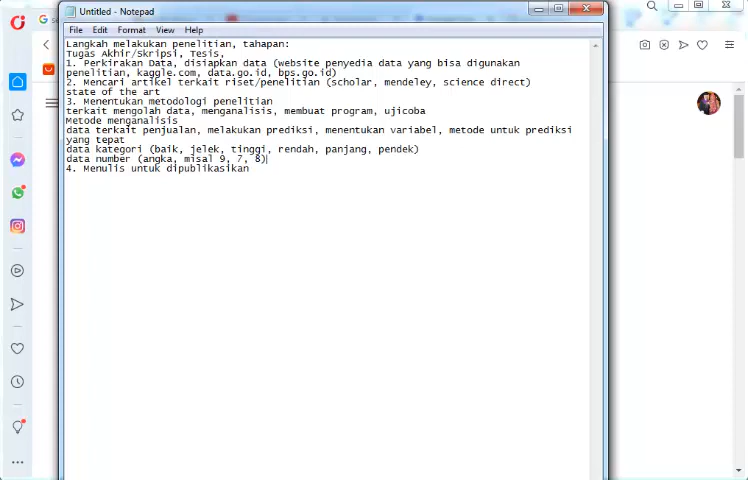 Untitled - Notepad
File Edit Format View Help
Langkah melakukan penelitian, tahapan:
Tugas Akhir/Skripsi, Tesis,
1. Perkirakan Data, disiapkan data (website penyedia data yang bisa digunakan
penelitian, kaggle.com, data.go.id, bps.go.id)
2. Mencari artikel terkait riset/penelitian (scholar, mendeley, science direct)
State of the art
3. Menentukan metodologi penelitian
terkait mengolah data, menganalisis, membuat program, ujicoba
Metode menganalisis
data terkait penjualan, melakukan prediksi, menentukan variabel, metode untuk prediksi
yang tepat
data kategori (baik, jelek, tinggi, rendah, panjang, pendek)
data number (angka, misal 9, 7, 8)
4. Menulis untuk dipublikasikan